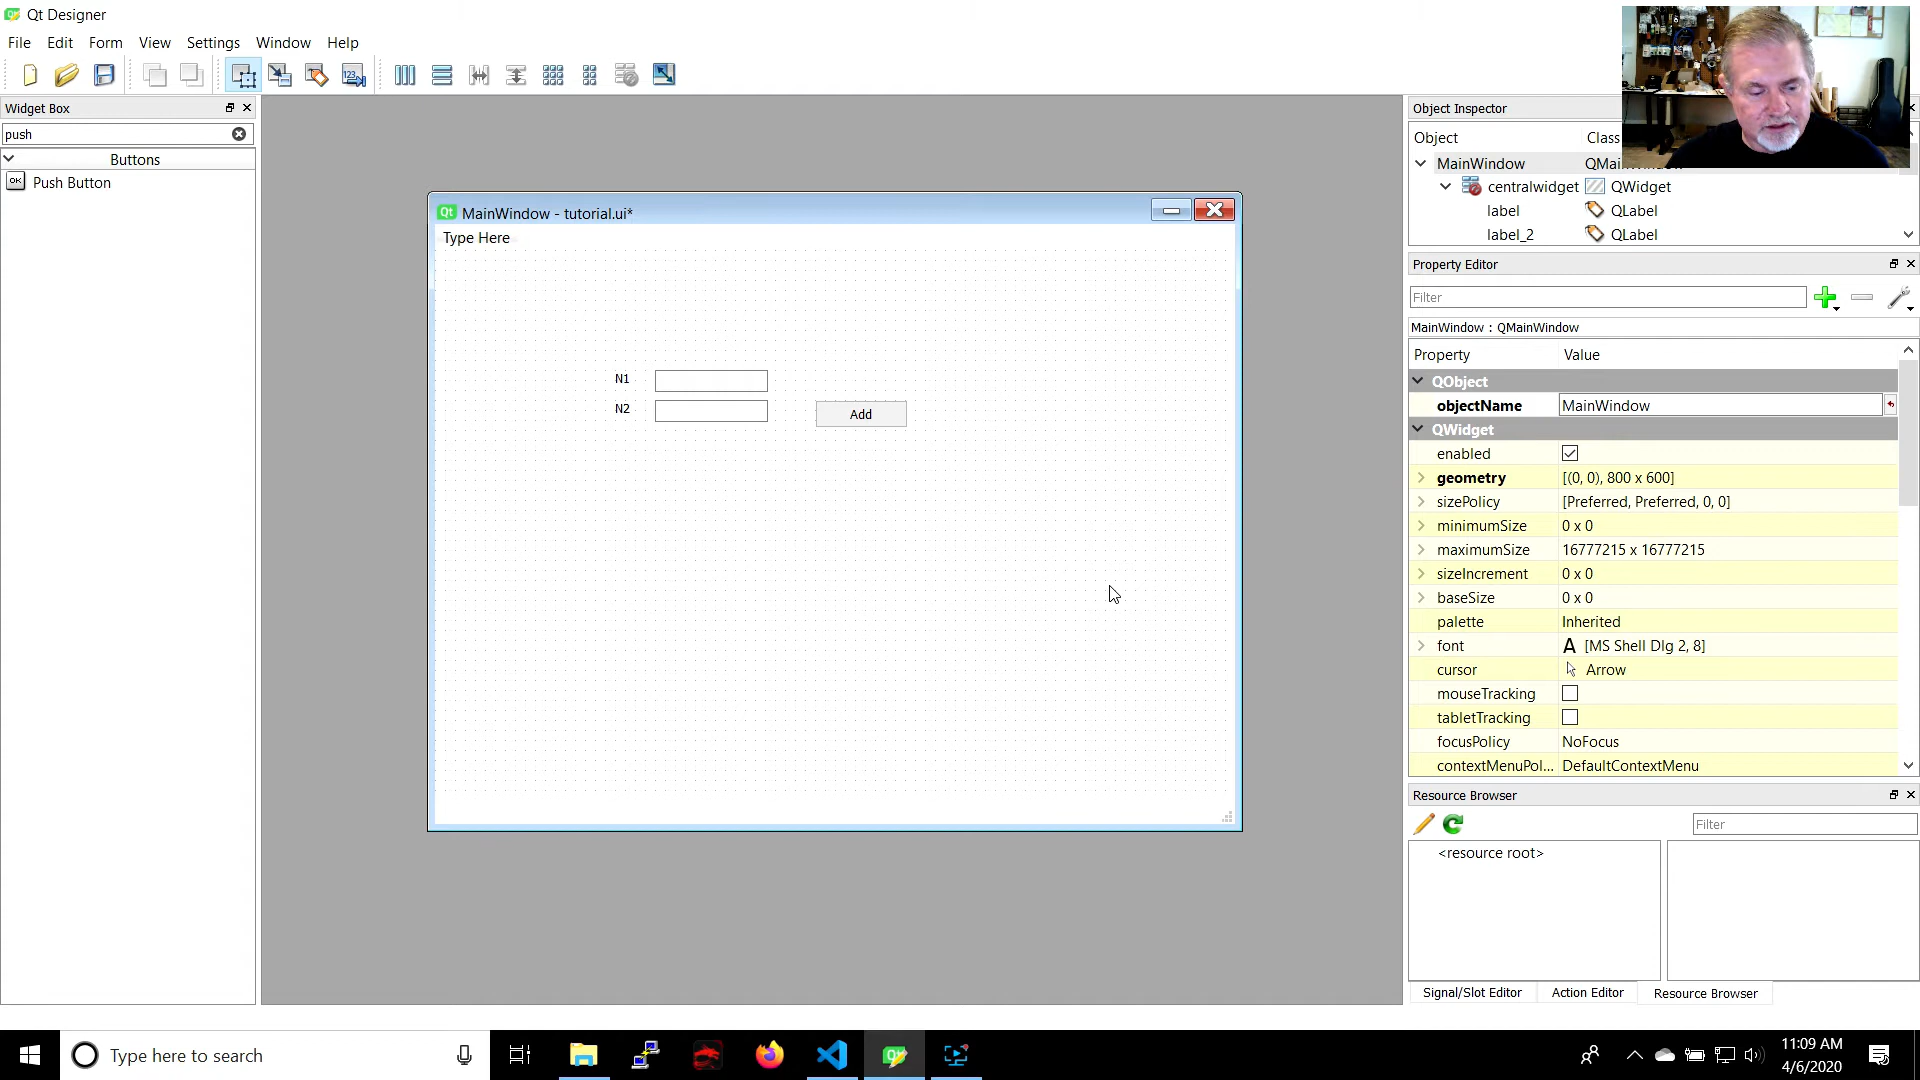 Qt Designer
File Edit Form View Settings Window Help
Widget Box
push
Buttons
Push Button
MainWindow - tutorial.ui*
Type Here
N1
N2
Add
Object Inspector
Object Class
MainWindow
centralwidget QWidget
label QLabel
label_2 QLabel
Property Editor
Filter
MainWindow : QMainWindow
Property Value
QObject
objectName MainWindow
QWidget
enabled
geometry [(0, 0), 800 x 600]
sizePolicy [Preferred, Preferred, 0, 0]
minimumSize 0 x 0
maximumSize 16777215 x 16777215
sizeIncrement 0 x 0
baseSize 0 x 0
palette Inherited
font A [MS Shell Dlg 2, 8]
cursor Arrow
mouseTracking
tabletTracking
focusPolicy NoFocus
contextMenuPol... DefaultContextMenu
Resource Browser
Filter
<resource root>
Signal/Slot Editor Action Editor Resource Browser
Type here to search
11:09 AM
4/6/2020